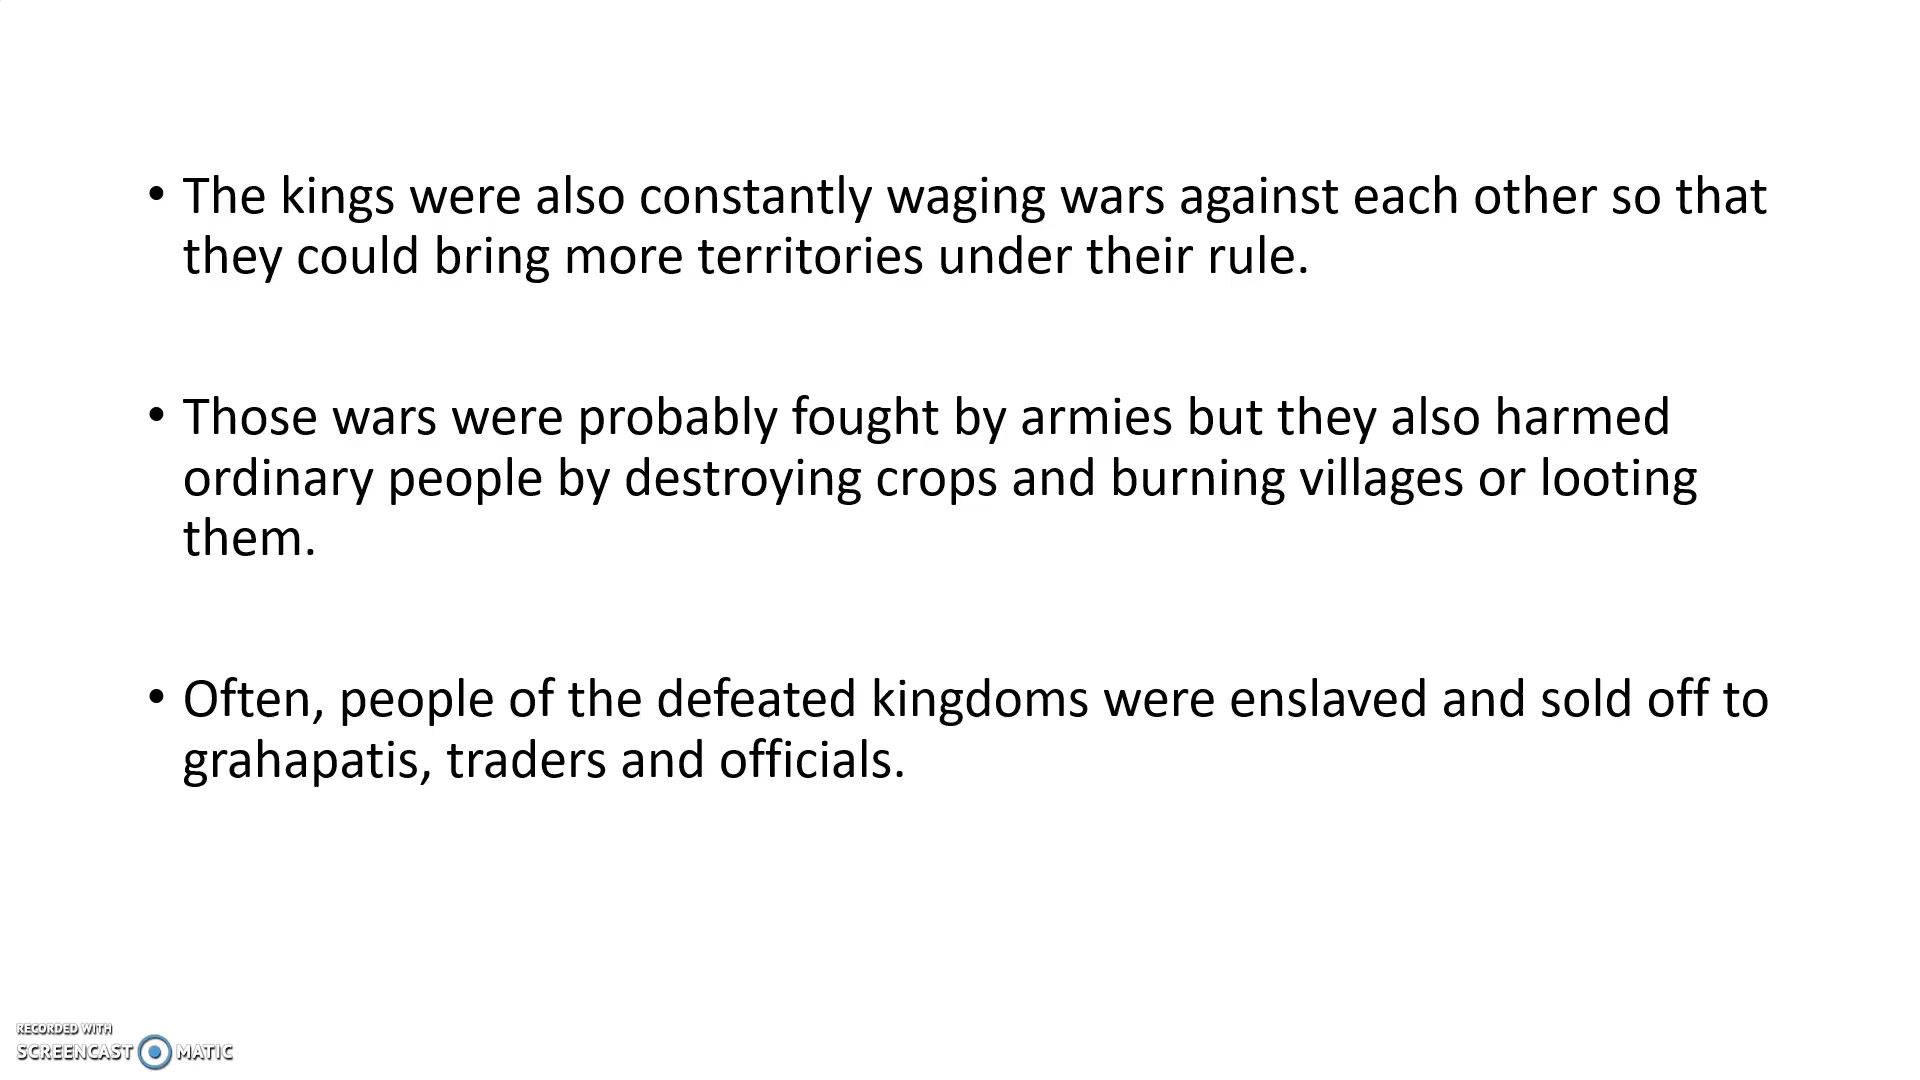 • The kings were also constantly waging wars against each other so that
they could bring more territories under their rule.
• Those wars were probably fought by armies but they also harmed
ordinary people by destroying crops and burning villages or looting
them.
• Often, people of the defeated kingdoms were enslaved and sold off to
grahapatis, traders and officials.
RECORDED WITH
SCREENCAST MATIC